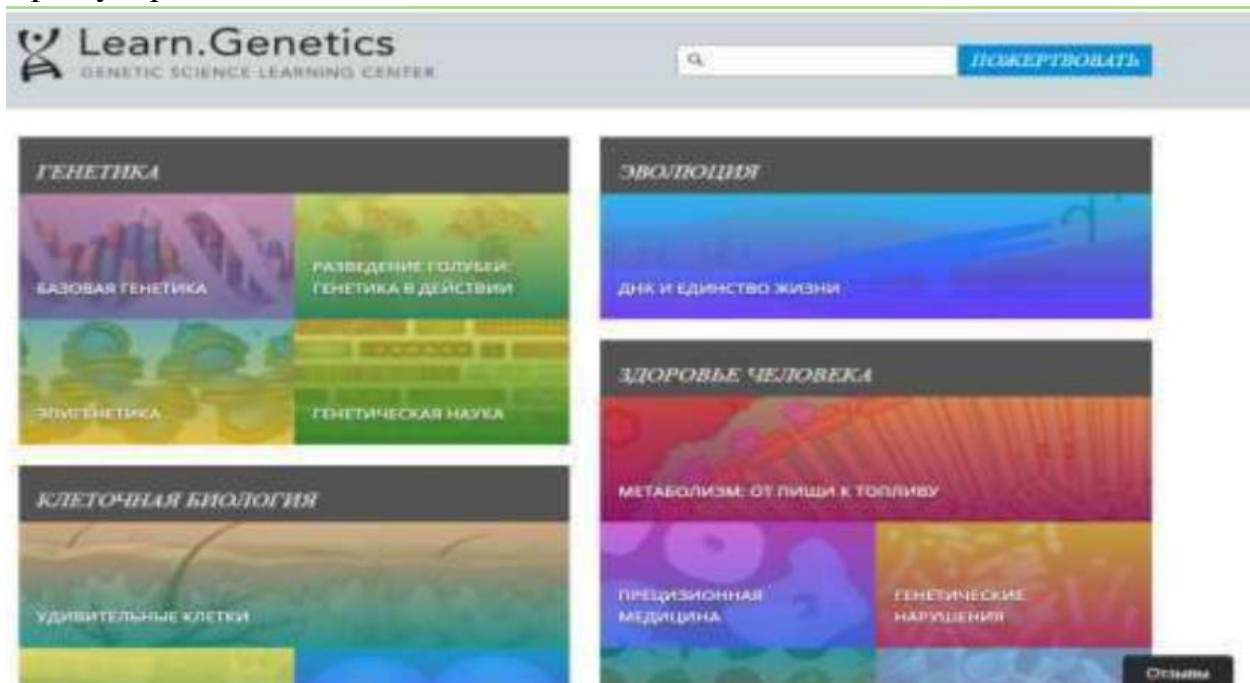 Learn.Genetics
GENETIC SCIENCE LEARNING CENTER
ПОЖЕРТВОВАТЬ
ГЕНЕТИКА
БАЗОВАЯ ГЕНЕТИКА
РАЗВЕДЕНИЕ ГОЛУБЕЙ:
ГЕНЕТИКА В ДЕЙСТВИИ
ЭПИГЕНЕТИКА
ГЕНЕТИЧЕСКАЯ НАУКА
КЛЕТОЧНАЯ БИОЛОГИЯ
УДИВИТЕЛЬНЫЕ КЛЕТКИ
ЭВОЛЮЦИЯ
ДНК И ЕДИНСТВО ЖИЗНИ
ЗДОРОВЬЕ ЧЕЛОВЕКА
МЕТАБОЛИЗМ: ОТ ПИЩИ К ТОПЛИВУ
ПРЕЦИЗИОННАЯ
МЕДИЦИНА
ГЕНЕТИЧЕСКИЕ
НАРУШЕНИЯ
Отзывы